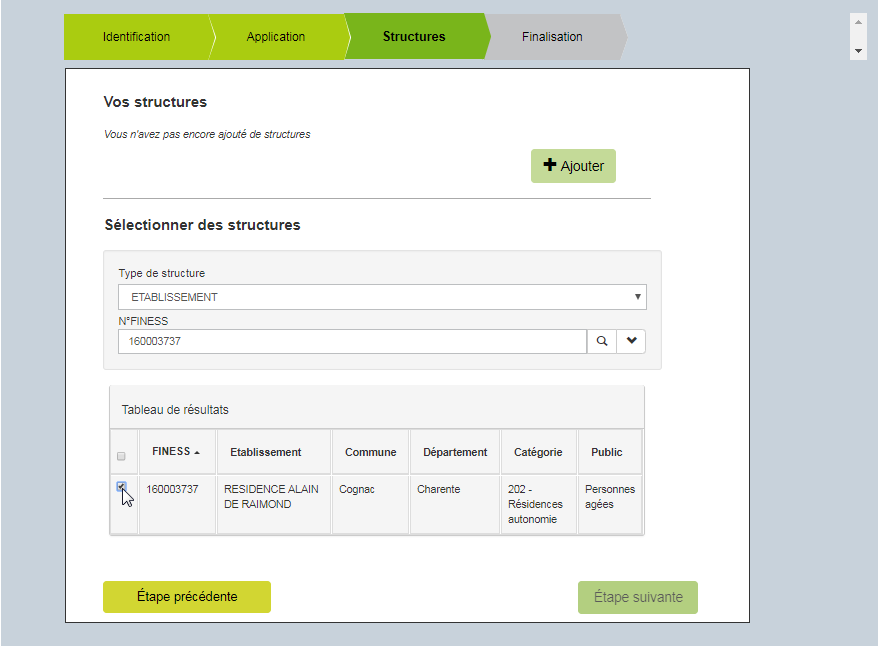 Identification Application Structures Finalisation
Vos structures
Vous n'avez pas encore ajouté de structures
Ajouter
Sélectionner des structures
Type de structure
ETABLISSEMENT
N°FINESS
160003737
Tableau de résultats
FINESS Etablissement Commune Département Catégorie Public
160003737 RESIDENCE ALAIN Cognac Charente 202 - Personnes
DE RAIMOND Résidences agées
autonomie
Étape précédente Étape suivante